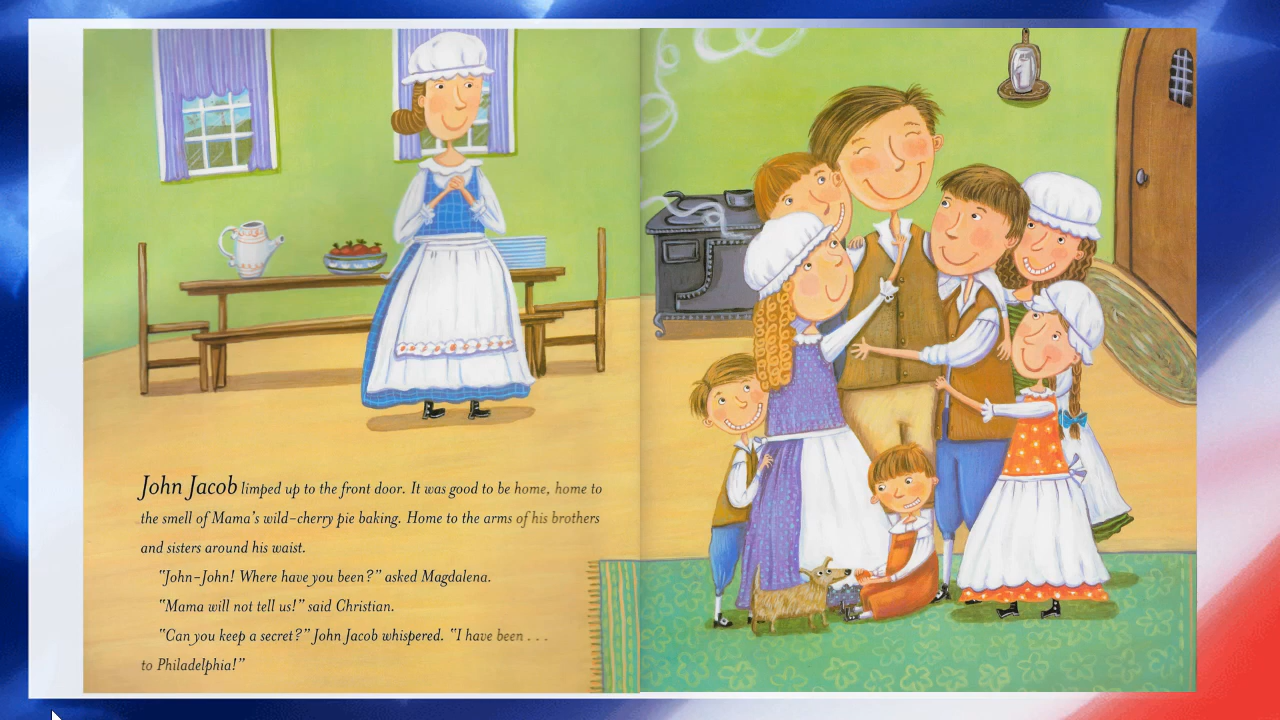 John Jacob limped up to the front door. It was good to be home, home to
the smell of Mama's wild-cherry pie baking. Home to the arms of his brothers
and sisters around his waist.
"John-John! Where have you been?" asked Magdalena.
"Mama will not tell us!" said Christian.
"Can you keep a secret?" John Jacob whispered. "I have been . . .
to Philadelphia!"